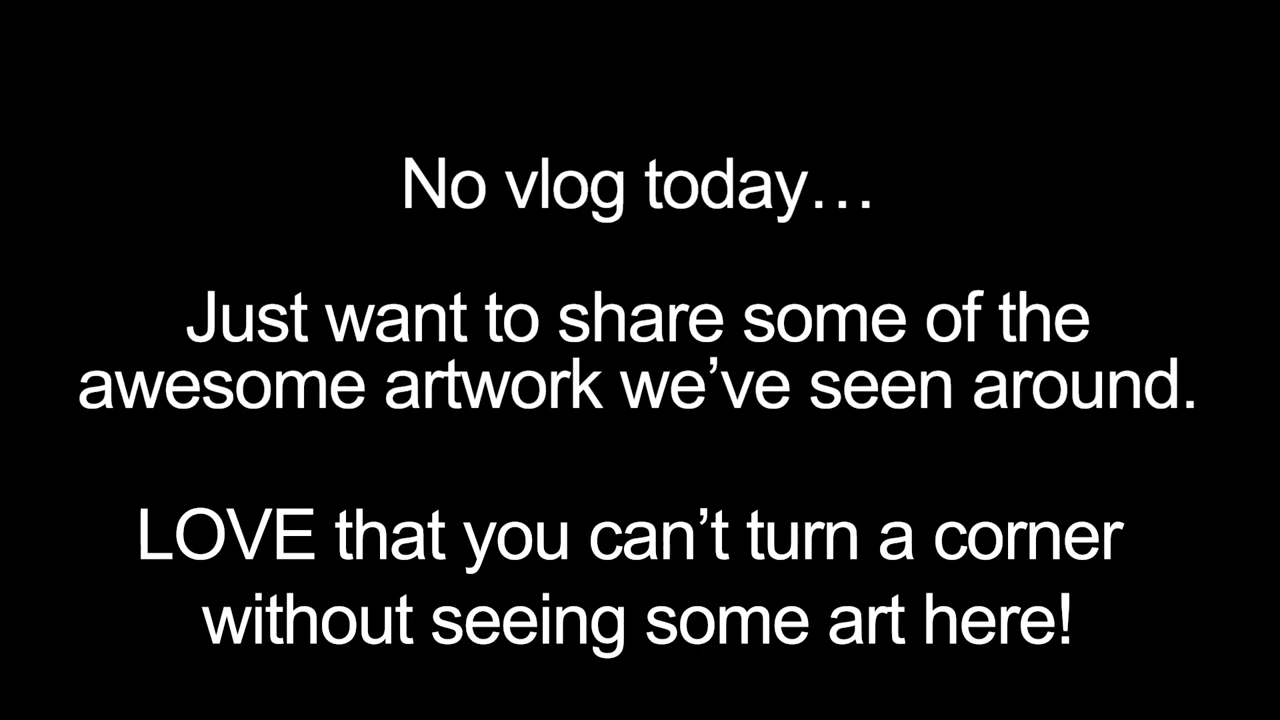 No vlog today…
Just want to share some of the
awesome artwork we’ve seen around.
LOVE that you can’t turn a corner
without seeing some art here!